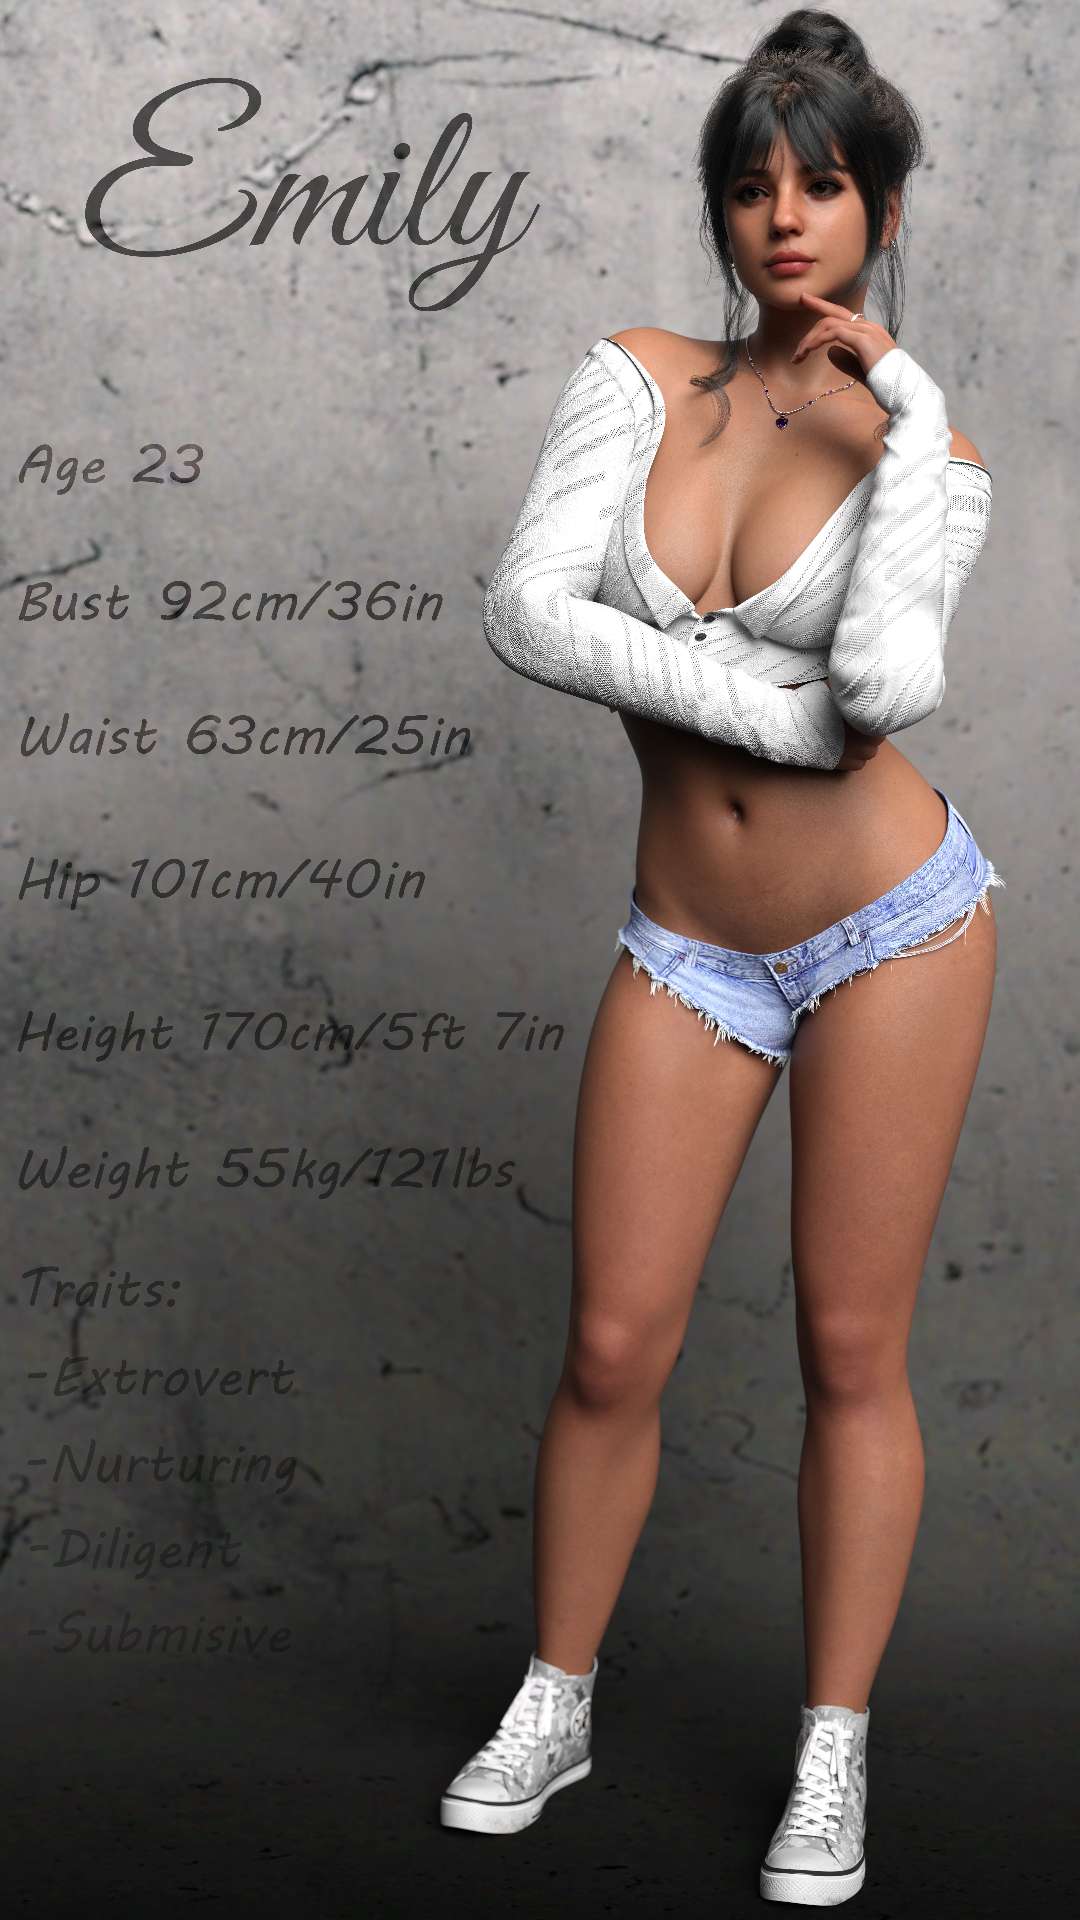 Emily
Age 23
Bust 92cm/36in
Waist 63cm/25in
Hip 101cm/40in
Height 170cm/5ft 7in
Weight 55kg/121lbs
Traits:
-Extrovert
-Nurturing
-Diligent
-Submisive